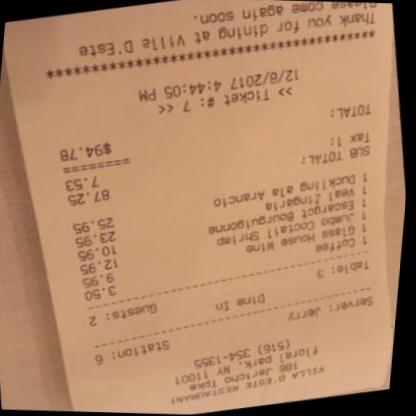 VILLA D'ESTE RESTAURANT
186 Jericho Tpke
floral park, NY 11001
(516) 354-1355
Server: Jerry Station: 6
Table: 3 Dine In Guests: 2
1 Coffee 3.50
1 Glass House Wine 9.95
1 Jumbo Coctail Shrimp 12.95
1 Escargot Bourguigonne 10.95
1 Veal Zingaria 23.95
1 Duckling ala Arancio 25.95
SUB TOTAL: 87.25
Tax 1: 7.53
========
TOTAL: $94.78
>> Ticket #: 7 <<
12/8/2017 4:44:05 PM
***********************************
Thank you for dining at Ville D'Este
Please come again soon.